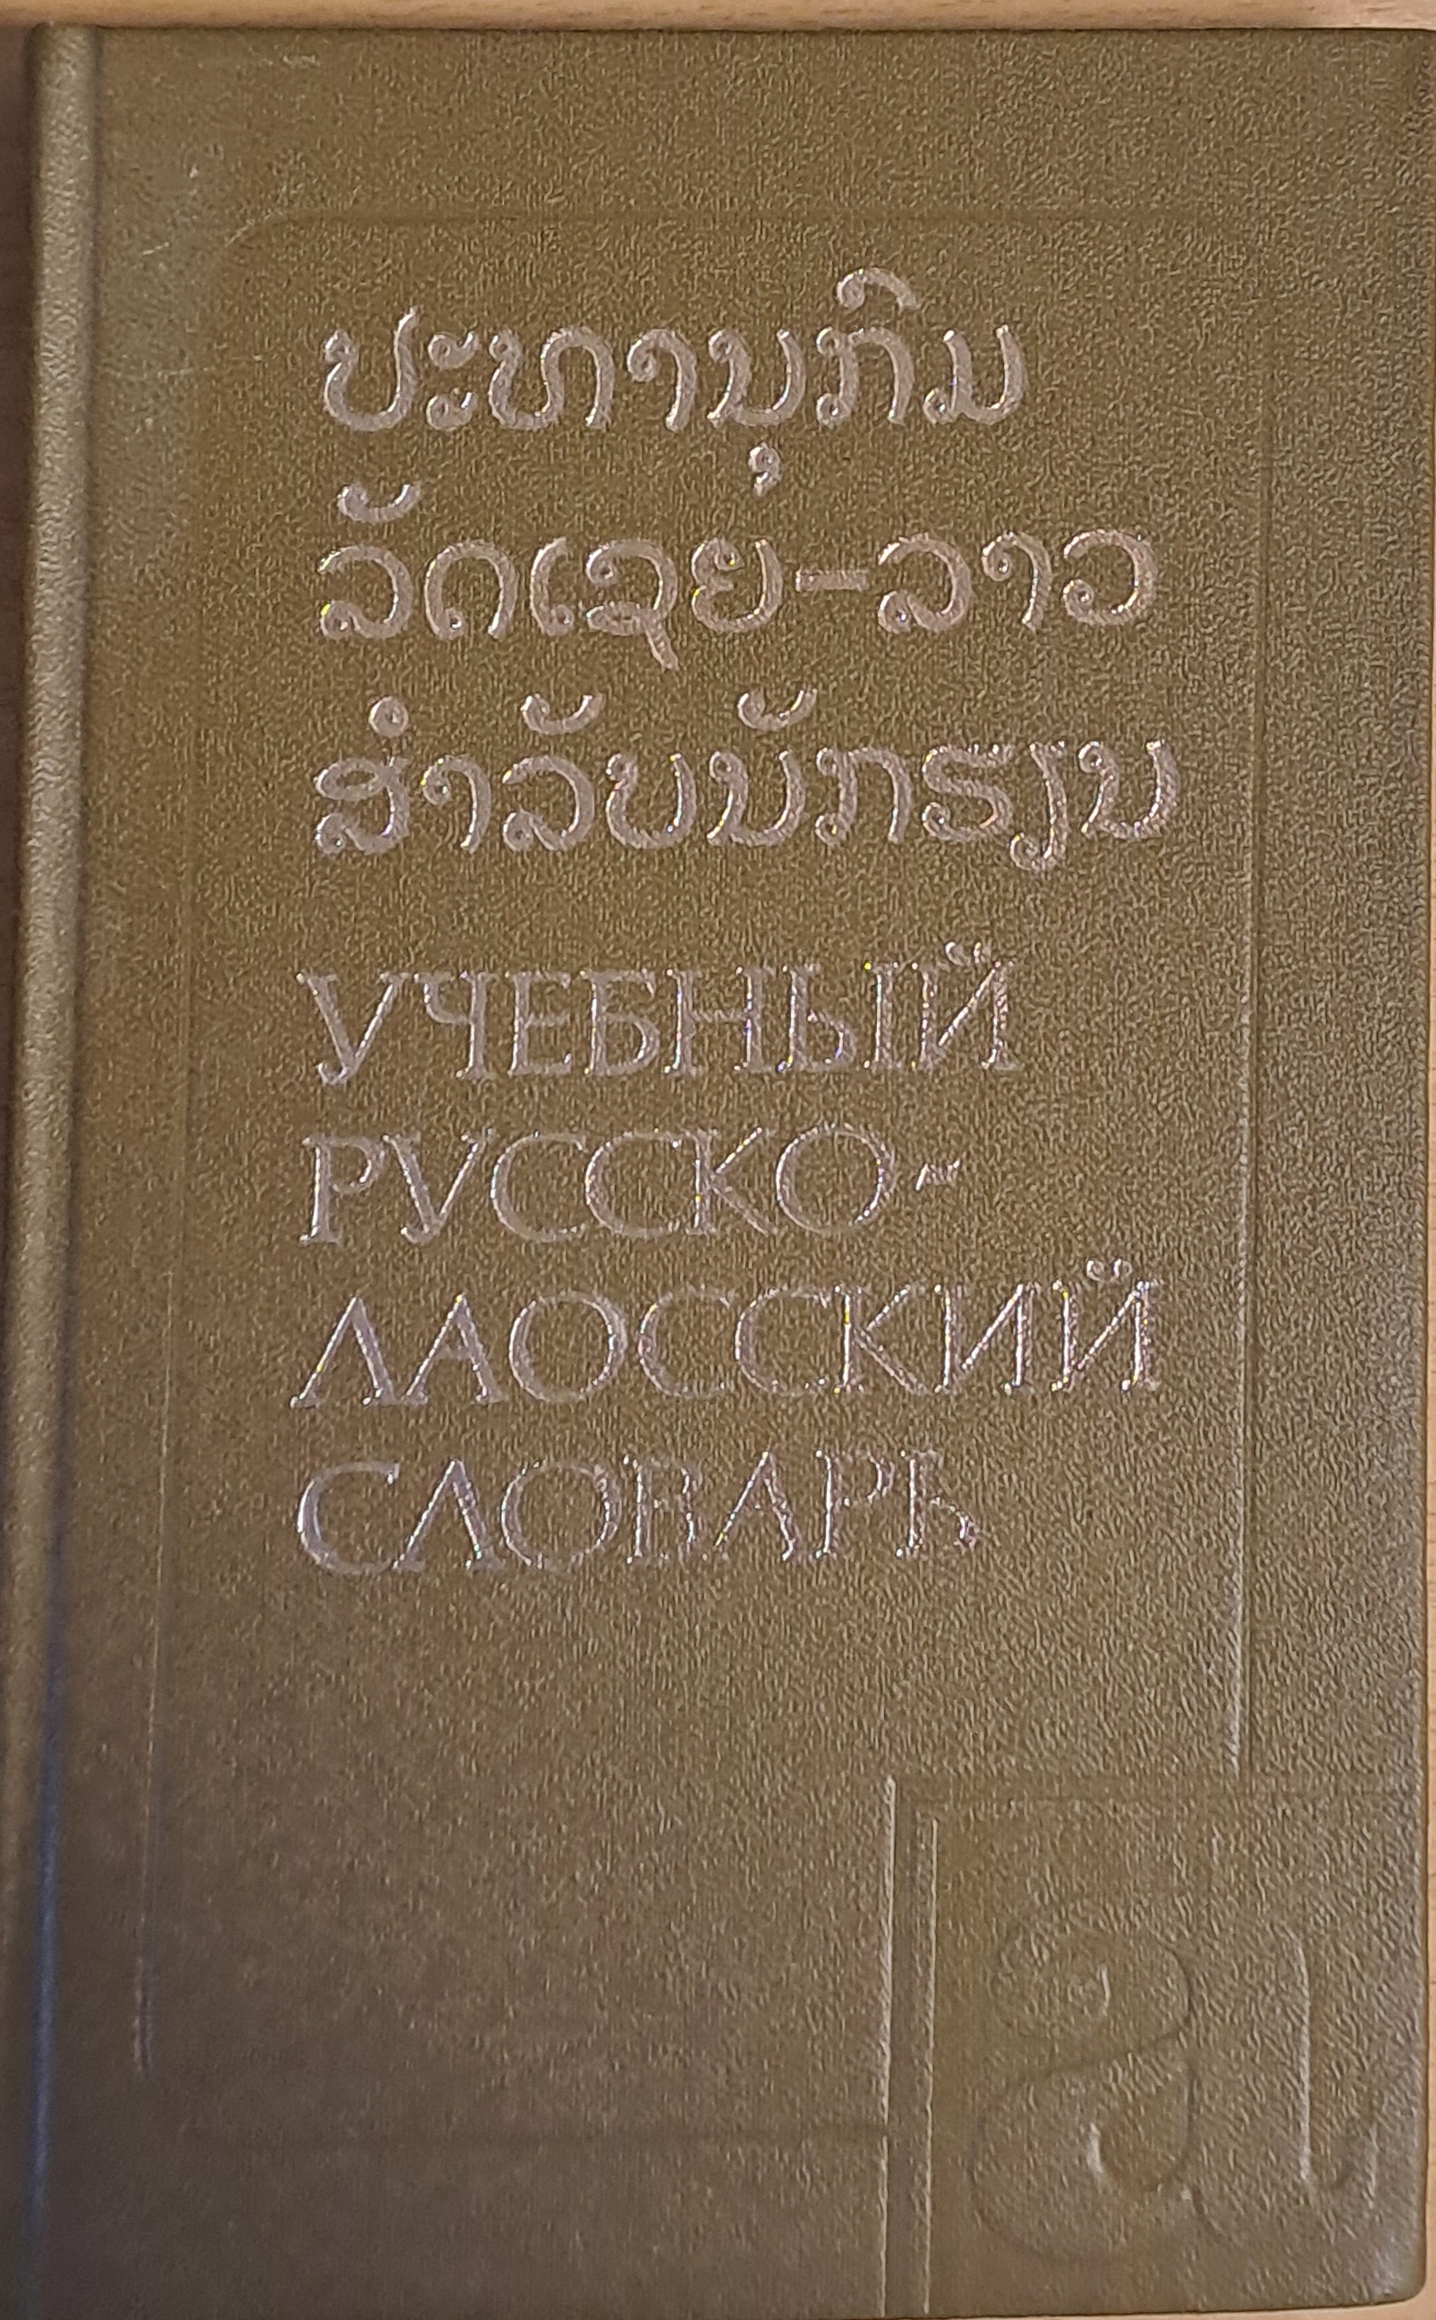 ປະທານຸກົມ
ລັດເຊຍ-ລາວ
ສຳລັບນັກຮຽນ
УЧЕБНЫЙ
РУССКО-
ЛАОССКИЙ
СЛОВАРЬ